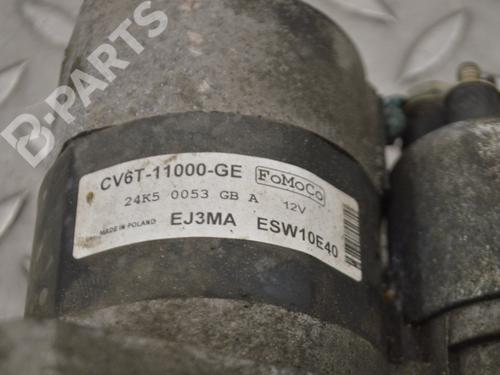 B-PARTS
CV6T-11000-GE FoMoCo
24K5 0053 GB A 12V
MADE IN POLAND EJ3MA ESW10E40